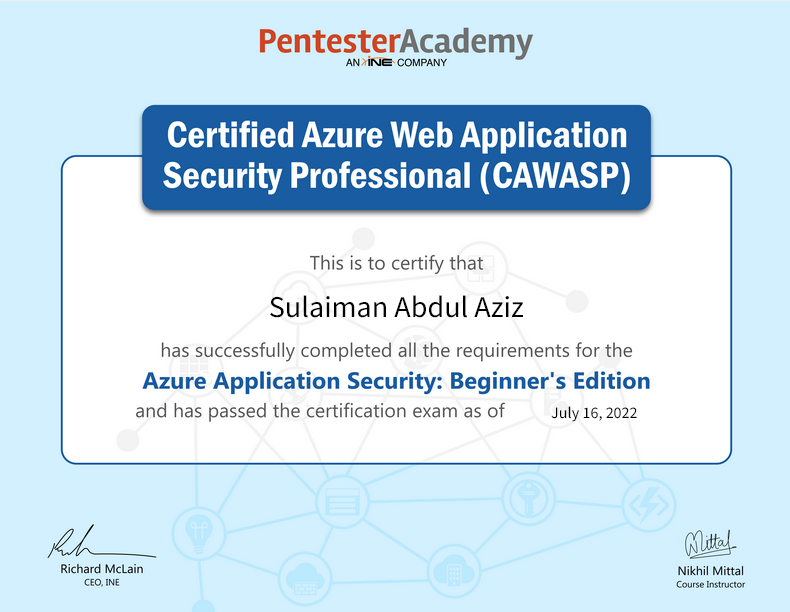 PentesterAcademy
AN INE COMPANY
Certified Azure Web Application
Security Professional (CAWASP)
This is to certify that
Sulaiman Abdul Aziz
has successfully completed all the requirements for the
Azure Application Security: Beginner's Edition
and has passed the certification exam as of July 16, 2022
Richard McLain
CEO, INE
Mittal
Nikhil Mittal
Course Instructor